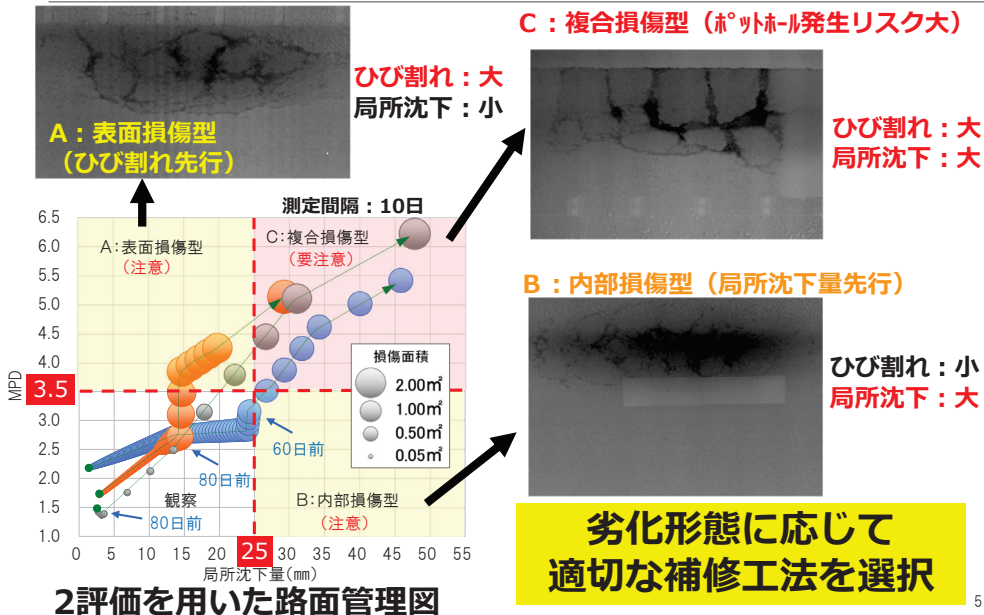 C：複合損傷型（ﾎﾟｯﾄﾎｰﾙ発生リスク大）
ひび割れ：大
局所沈下：小
A：表面損傷型
（ひび割れ先行）
ひび割れ：大
局所沈下：大
測定間隔：10日
6.5
6.0
5.5
5.0
4.5
4.0
3.5
3.0
2.5
2.0
1.5
1.0
MPD
A:表面損傷型
（注意）
C:複合損傷型
（要注意）
損傷面積
2.00㎡
1.00㎡
0.50㎡
0.05㎡
60日前
80日前
観察
80日前
B:内部損傷型
（注意）
0 5 10 15 20 25 30 35 40 45 50 55
局所沈下量(㎜)
2評価を用いた路面管理図
B：内部損傷型（局所沈下量先行）
ひび割れ：小
局所沈下：大
劣化形態に応じて
適切な補修工法を選択
5